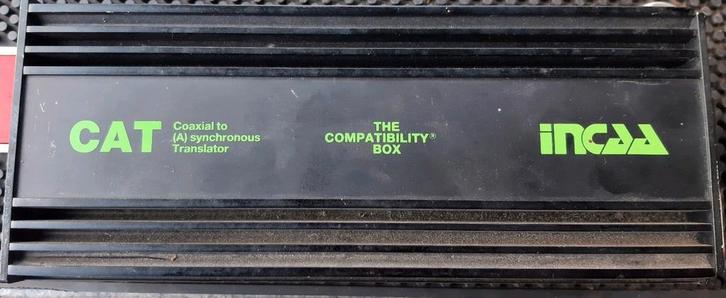 CAT
Coaxial to
(A) synchronous
Translator
THE
COMPATIBILITY®
BOX
incaa